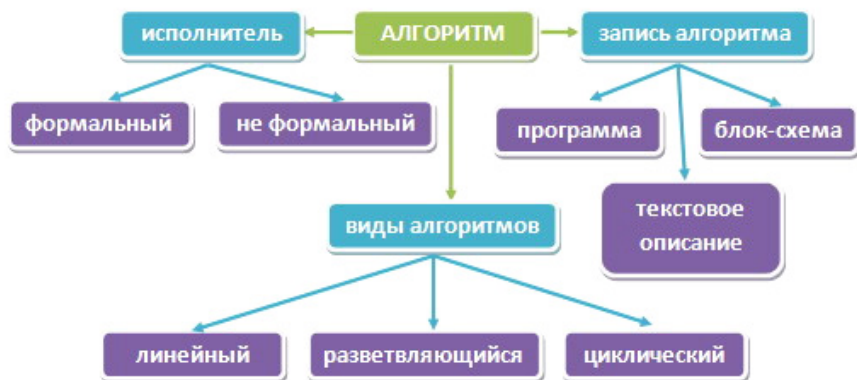 исполнитель
АЛГОРИТМ
запись алгоритма
формальный
не формальный
программа
блок-схема
текстовое
описание
виды алгоритмов
линейный
разветвляющийся
циклический